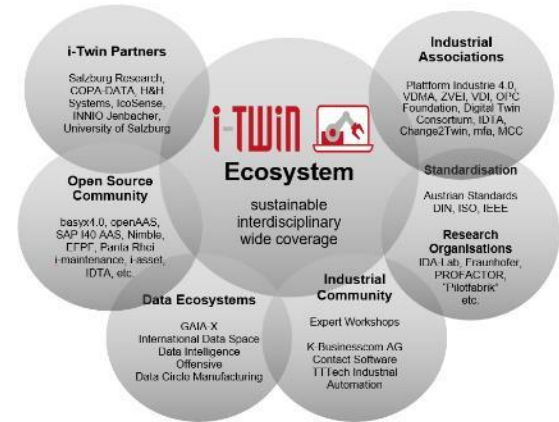 i-Twin Partners
Salzburg Research,
COPA-DATA, H&H
Systems, IcoSense,
INNIO Jenbacher,
University of Salzburg
i-TWiN
Ecosystem
sustainable
interdisciplinary
wide coverage
Industrial
Associations
Plattform Industrie 4.0,
VDMA, ZVEI, VDI, OPC
Foundation, Digital Twin
Consortium, IDTA,
Change2Twin, mfa, MCC
Standardisation
Austrian Standards
DIN, ISO, IEEE
Research
Organisations
IDA-Lab, Fraunhofer,
PROFACTOR,
"Pilotfabrik"
etc.
Open Source
Community
basyx4.0, openAAS,
SAP I40 AAS, Nimble,
EFPF, Panta Rhei
i-maintenance, i-asset,
IDTA, etc.
Data Ecosystems
GAIA-X
International Data Space
Data Intelligence
Offensive
Data Circle Manufacturing
Industrial
Community
Expert Workshops
K-Businesscom AG
Contact Software
TTTech Industrial
Automation